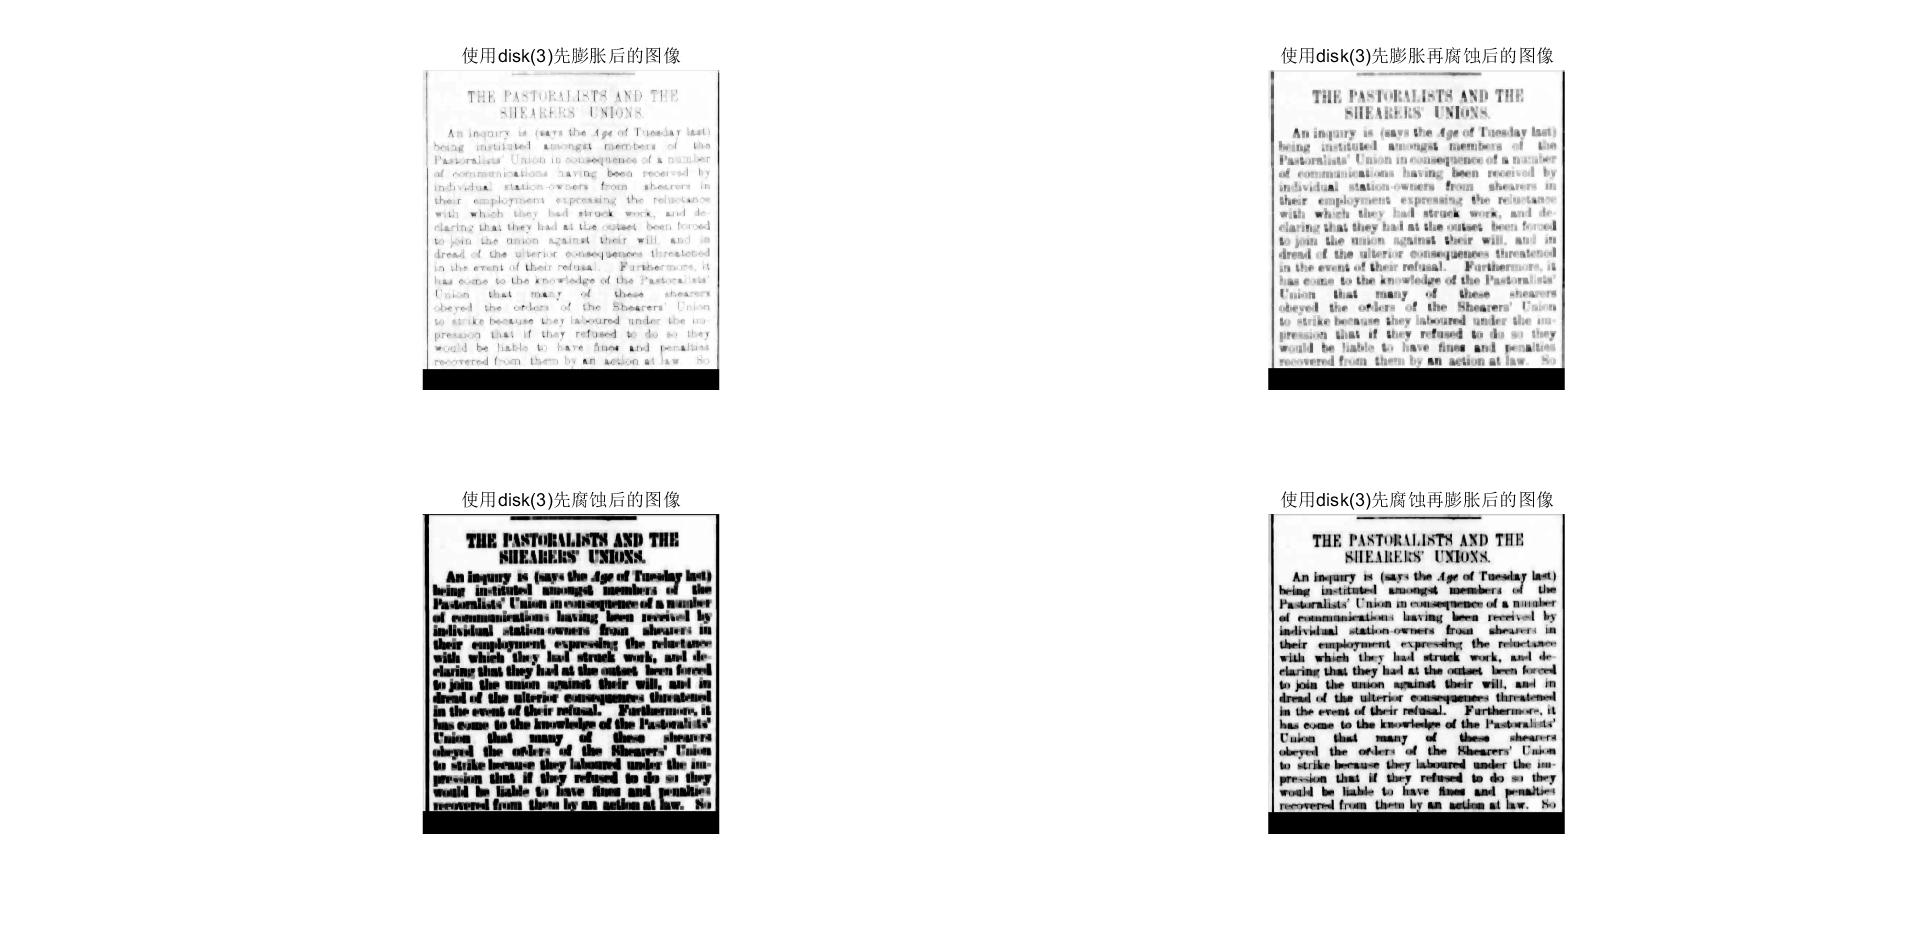 使用disk(3)先膨胀后的图像
THE PASTORALISTS AND THE
SHEARERS' UNIONS.
An inquiry is (says the Age of Tuesday last)
being instituted amongst members of the
Pastoralists' Union in consequence of a number
of communications having been received by
individual station-owners from shearers in
their employment expressing the reluctance
with which they had struck work, and de-
claring that they had at the outset been forced
to join the union against their will, and in
dread of the ulterior consequences threatened
in the event of their refusal. Furthermore, it
has come to the knowledge of the Pastoralists'
Union that many of these shearers
obeyed the orders of the Shearers' Union
to strike because they laboured under the im-
pression that if they refused to do so they
would be liable to have fines and penalties
recovered from them by an action at law. So
使用disk(3)先膨胀再腐蚀后的图像
THE PASTORALISTS AND THE
SHEARERS' UNIONS.
An inquiry is (says the Age of Tuesday last)
being instituted amongst members of the
Pastoralists' Union in consequence of a number
of communications having been received by
individual station-owners from shearers in
their employment expressing the reluctance
with which they had struck work, and de-
claring that they had at the outset been forced
to join the union against their will, and in
dread of the ulterior consequences threatened
in the event of their refusal. Furthermore, it
has come to the knowledge of the Pastoralists'
Union that many of these shearers
obeyed the orders of the Shearers' Union
to strike because they laboured under the im-
pression that if they refused to do so they
would be liable to have fines and penalties
recovered from them by an action at law. So
使用disk(3)先腐蚀后的图像
THE PASTORALISTS AND THE
SHEARERS' UNIONS.
An inquiry is (says the Age of Tuesday last)
being instituted amongst members of the
Pastoralists' Union in consequence of a number
of communications having been received by
individual station-owners from shearers in
their employment expressing the reluctance
with which they had struck work, and de-
claring that they had at the outset been forced
to join the union against their will, and in
dread of the ulterior consequences threatened
in the event of their refusal. Furthermore, it
has come to the knowledge of the Pastoralists'
Union that many of these shearers
obeyed the orders of the Shearers' Union
to strike because they laboured under the im-
pression that if they refused to do so they
would be liable to have fines and penalties
recovered from them by an action at law. So
使用disk(3)先腐蚀再膨胀后的图像
THE PASTORALISTS AND THE
SHEARERS' UNIONS.
An inquiry is (says the Age of Tuesday last)
being instituted amongst members of the
Pastoralists' Union in consequence of a number
of communications having been received by
individual station-owners from shearers in
their employment expressing the reluctance
with which they had struck work, and de-
claring that they had at the outset been forced
to join the union against their will, and in
dread of the ulterior consequences threatened
in the event of their refusal. Furthermore, it
has come to the knowledge of the Pastoralists'
Union that many of these shearers
obeyed the orders of the Shearers' Union
to strike because they laboured under the im-
pression that if they refused to do so they
would be liable to have fines and penalties
recovered from them by an action at law. So